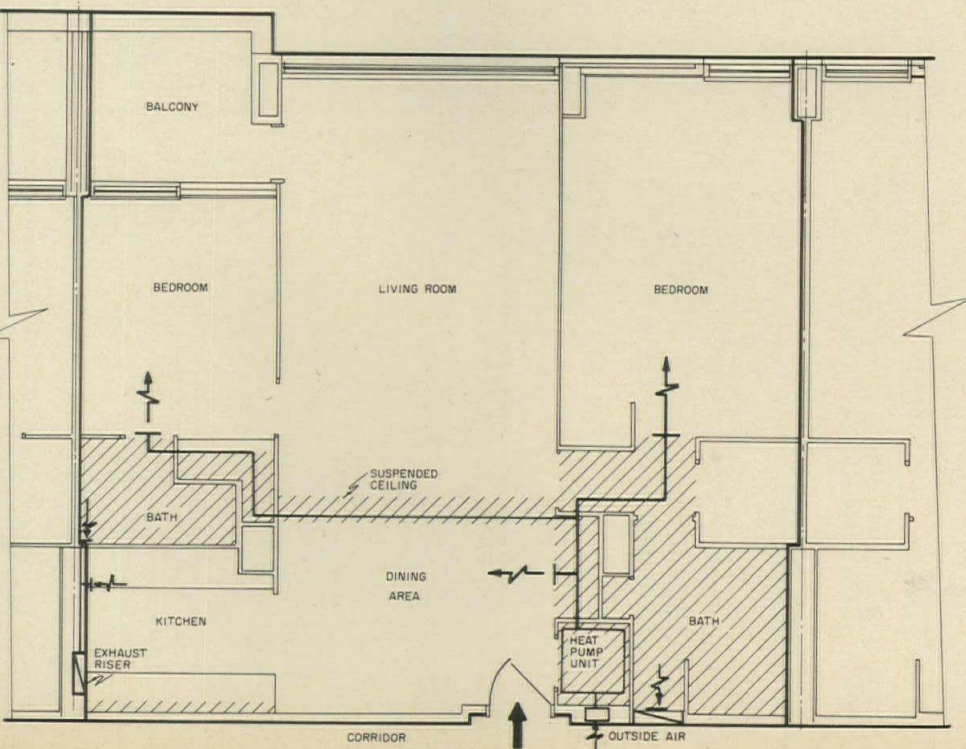 BALCONY
BEDROOM
LIVING ROOM
BEDROOM
SUSPENDED
CEILING
BATH
DINING
AREA
KITCHEN
BATH
HEAT
PUMP
UNIT
EXHAUST
RISER
CORRIDOR
OUTSIDE AIR